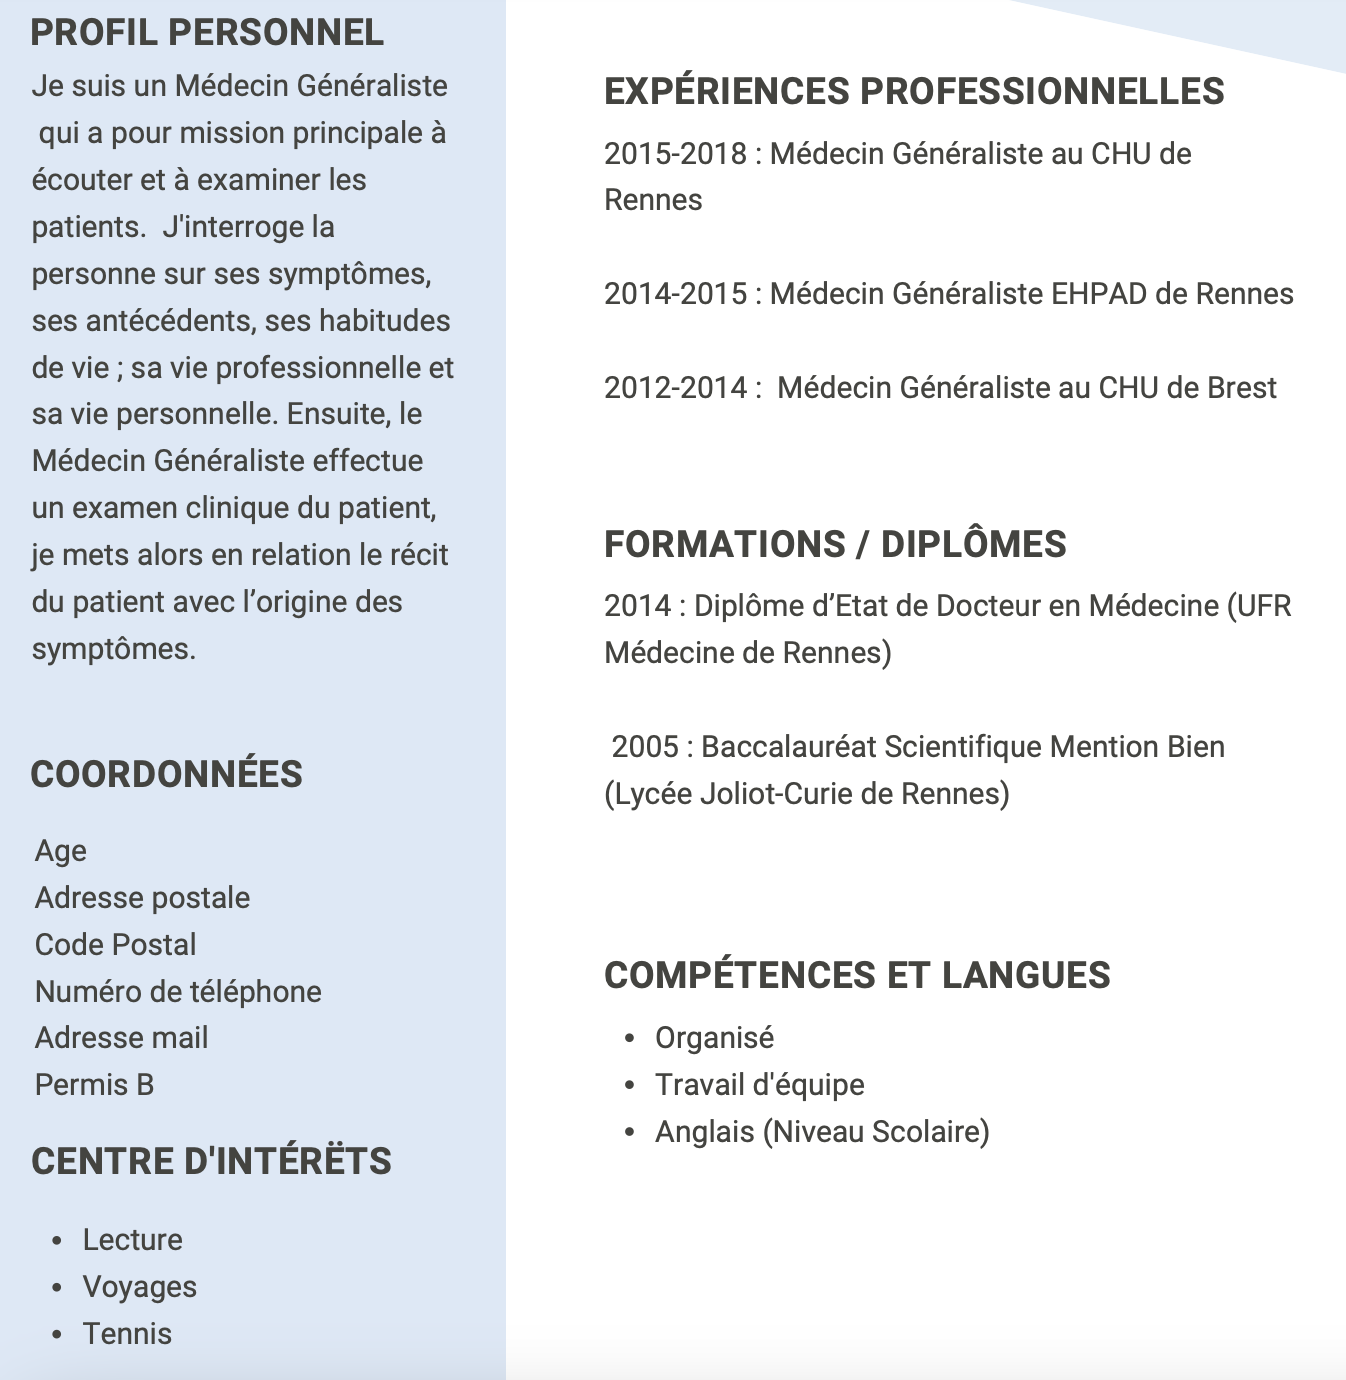 PROFIL PERSONNEL
Je suis un Médecin Généraliste
qui a pour mission principale à
écouter et à examiner les
patients.  J'interroge la
personne sur ses symptômes,
ses antécédents, ses habitudes
de vie ; sa vie professionnelle et
sa vie personnelle. Ensuite, le
Médecin Généraliste effectue
un examen clinique du patient,
je mets alors en relation le récit
du patient avec l’origine des
symptômes.
COORDONNÉES
Age
Adresse postale
Code Postal
Numéro de téléphone
Adresse mail
Permis B
CENTRE D'INTÉRËTS
• Lecture
• Voyages
• Tennis
EXPÉRIENCES PROFESSIONNELLES
2015-2018 : Médecin Généraliste au CHU de
Rennes
2014-2015 : Médecin Généraliste EHPAD de Rennes
2012-2014 :  Médecin Généraliste au CHU de Brest
FORMATIONS / DIPLÔMES
2014 : Diplôme d’Etat de Docteur en Médecine (UFR
Médecine de Rennes)
2005 : Baccalauréat Scientifique Mention Bien
(Lycée Joliot-Curie de Rennes)
COMPÉTENCES ET LANGUES
• Organisé
• Travail d'équipe
• Anglais (Niveau Scolaire)